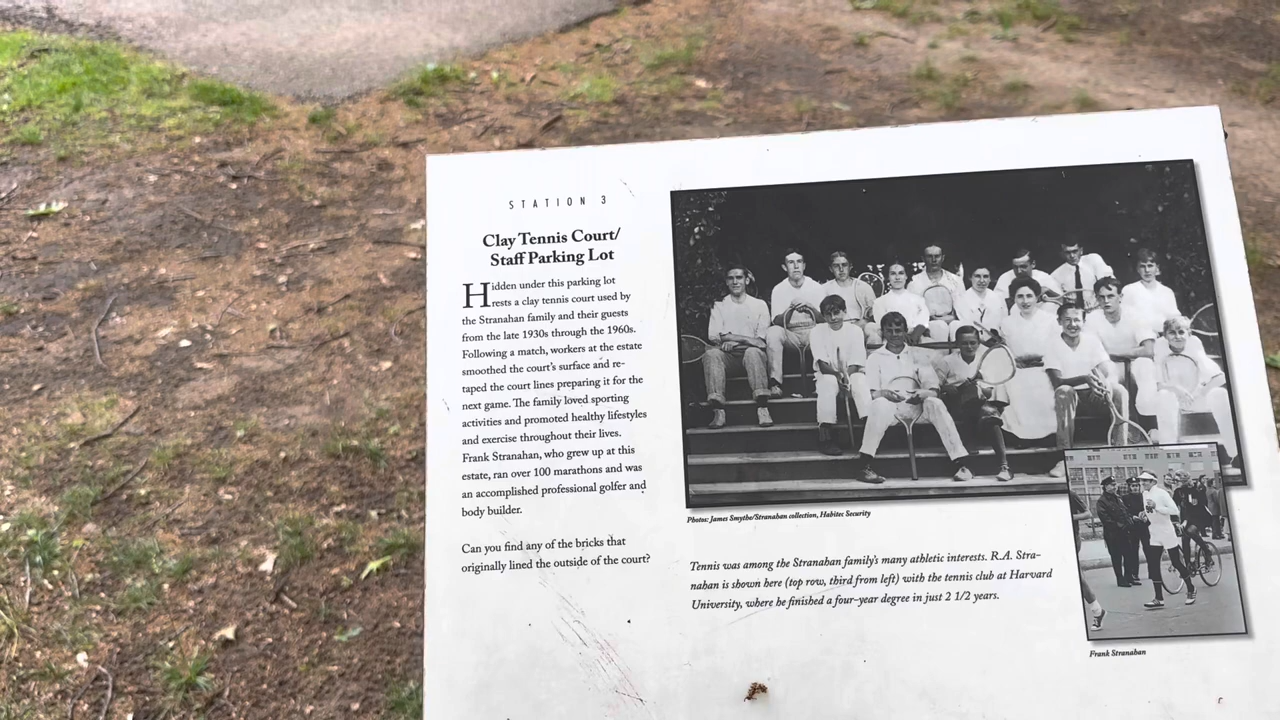 STATION 3
Clay Tennis Court/
Staff Parking Lot
Hidden under this parking lot
rests a clay tennis court used by
the Stranahan family and their guests
from the late 1930s through the 1960s.
Following a match, workers at the estate
smoothed the court's surface and re-
taped the court lines preparing it for the
next game. The family loved sporting
activities and promoted healthy lifestyles
and exercise throughout their lives.
Frank Stranahan, who grew up at this
estate, ran over 100 marathons and was
an accomplished professional golfer and
body builder.
Can you find any of the bricks that
originally lined the outside of the court?
Photos: James Smythe/Stranahan collection, Habitec Security
Tennis was among the Stranahan family's many athletic interests. R.A. Stra-
nahan is shown here (top row, third from left) with the tennis club at Harvard
University, where he finished a four-year degree in just 2 1/2 years.
Frank Stranahan